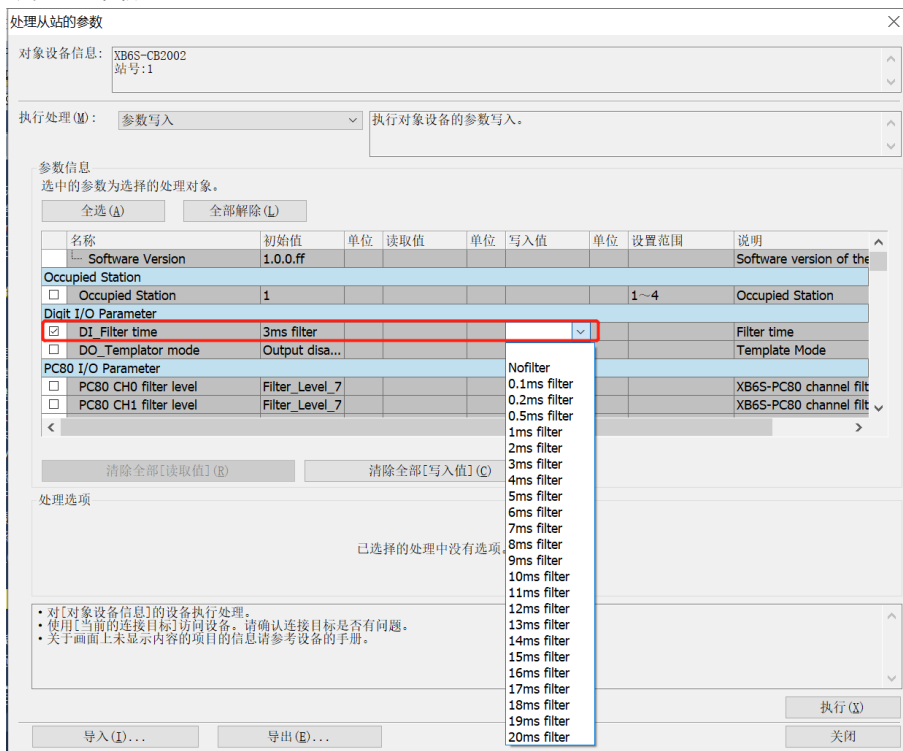 处理从站的参数
对象设备信息: XB6S-CB2002
站号:1
执行处理(M): 参数写入 执行对象设备的参数写入。
参数信息
选中的参数为选择的处理对象。
全选(A) 全部解除(L)
名称 初始值 单位 读取值 单位 写入值 单位 设置范围 说明
Software Version 1.0.0.ff Software version of the
Occupied Station
Occupied Station 1 1~4 Occupied Station
Digit I/O Parameter
DI_Filter time 3ms filter Filter time
DO_Templator mode Output disa... Template Mode
PC80 I/O Parameter
PC80 CH0 filter level Filter_Level_7 XB6S-PC80 channel filt
PC80 CH1 filter level Filter_Level_7 XB6S-PC80 channel filt
Nofilter
0.1ms filter
0.2ms filter
0.5ms filter
1ms filter
2ms filter
3ms filter
4ms filter
5ms filter
6ms filter
7ms filter
8ms filter
9ms filter
10ms filter
11ms filter
12ms filter
13ms filter
14ms filter
15ms filter
16ms filter
17ms filter
18ms filter
19ms filter
20ms filter
清除全部[读取值](R) 清除全部[写入值](C)
处理选项
已选择的处理中没有选项。
•对[对象设备信息]的设备执行处理。
•使用[当前的连接目标]访问设备。请确认连接目标是否有问题。
•关于画面上未显示内容的项目的信息请参考设备的手册。
执行(X)
导入(I)... 导出(E)... 关闭